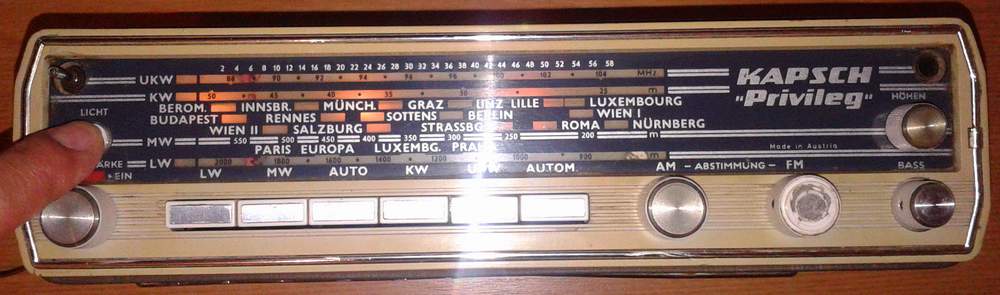 2 4 6 8 10 12 14 16 18 20 22 24 26 28 30 32 34 36 38 40 42 44 46 48 50 52 54 56 58
UKW 88 90 92 94 96 98 102 104 MHz
KW 50 40 35 30 25 m
KAPSCH
"Privileg"
BEROM. INNSBR. MÜNCH. GRAZ LINZ LILLE LUXEMBOURG
BUDAPEST RENNES SOTTENS BERLIN WIEN I
WIEN II SALZBURG STRASSBG ROMA NÜRNBERG
MW 550 500 450 400 350 300 250 200 m
PARIS EUROPA LUXEMBG. PRAHA
LW 2000 1800 1600 1400 1200 1000 900 m
LICHT
HÖHEN
Made in Austria
EIN
LW MW AUTO KW UKW AUTOM.
AM - ABSTIMMUNG - FM
BASS